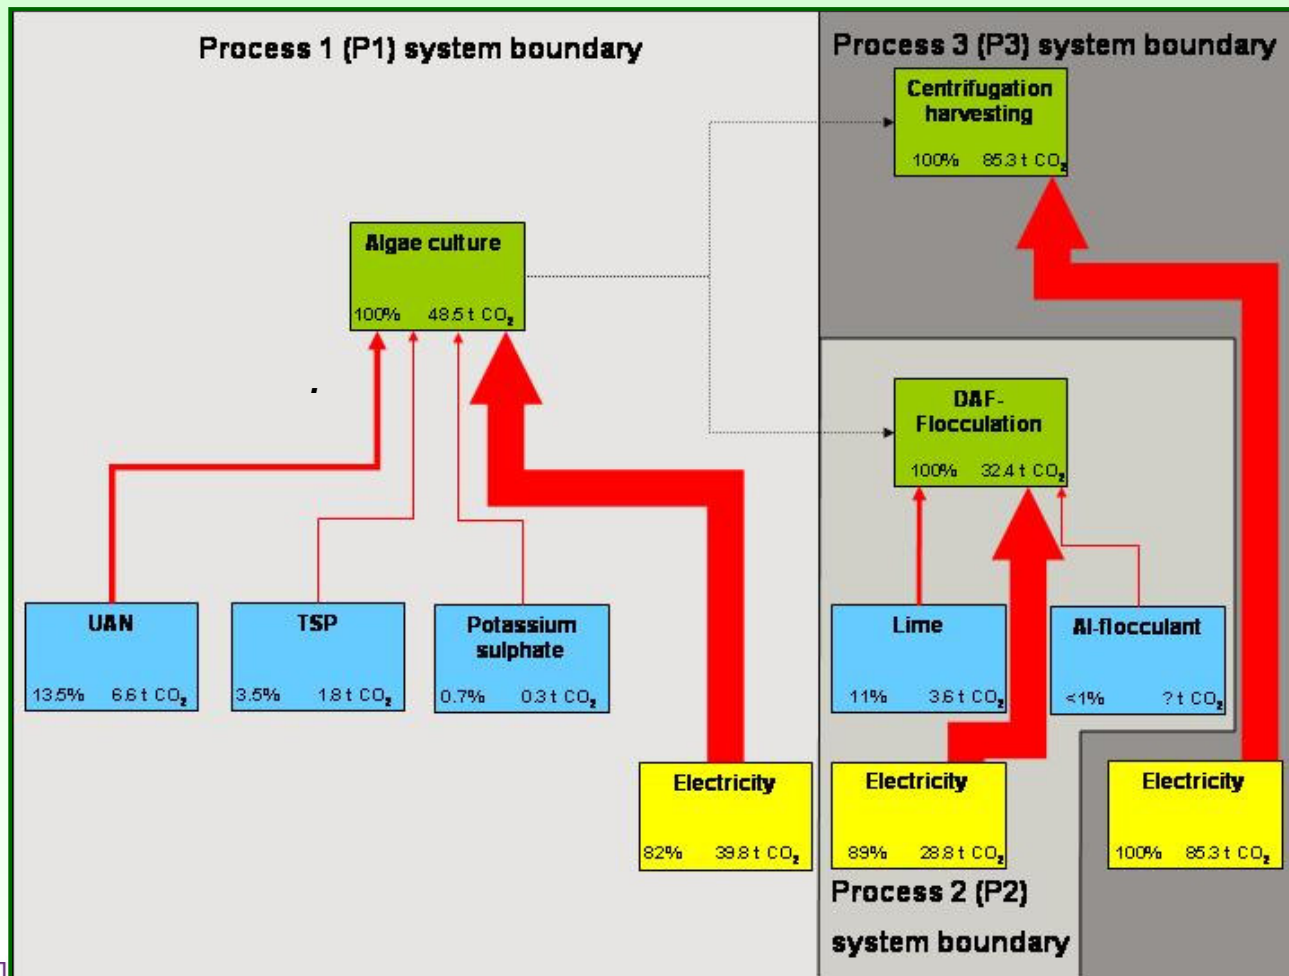 Process 1 (P1) system boundary
Process 3 (P3) system boundary
Centrifugation
harvesting
100% 85.3 t CO₂
Algae culture
100% 48.5 t CO₂
DAF-
Flocculation
100% 32.4 t CO₂
UAN
13.5% 6.6 t CO₂
TSP
3.5% 1.8 t CO₂
Potassium
sulphate
0.7% 0.3 t CO₂
Lime
11% 3.6 t CO₂
Al-flocculant
<1% ? t CO₂
Electricity
82% 39.8 t CO₂
Electricity
89% 28.8 t CO₂
Electricity
100% 85.3 t CO₂
Process 2 (P2)
system boundary